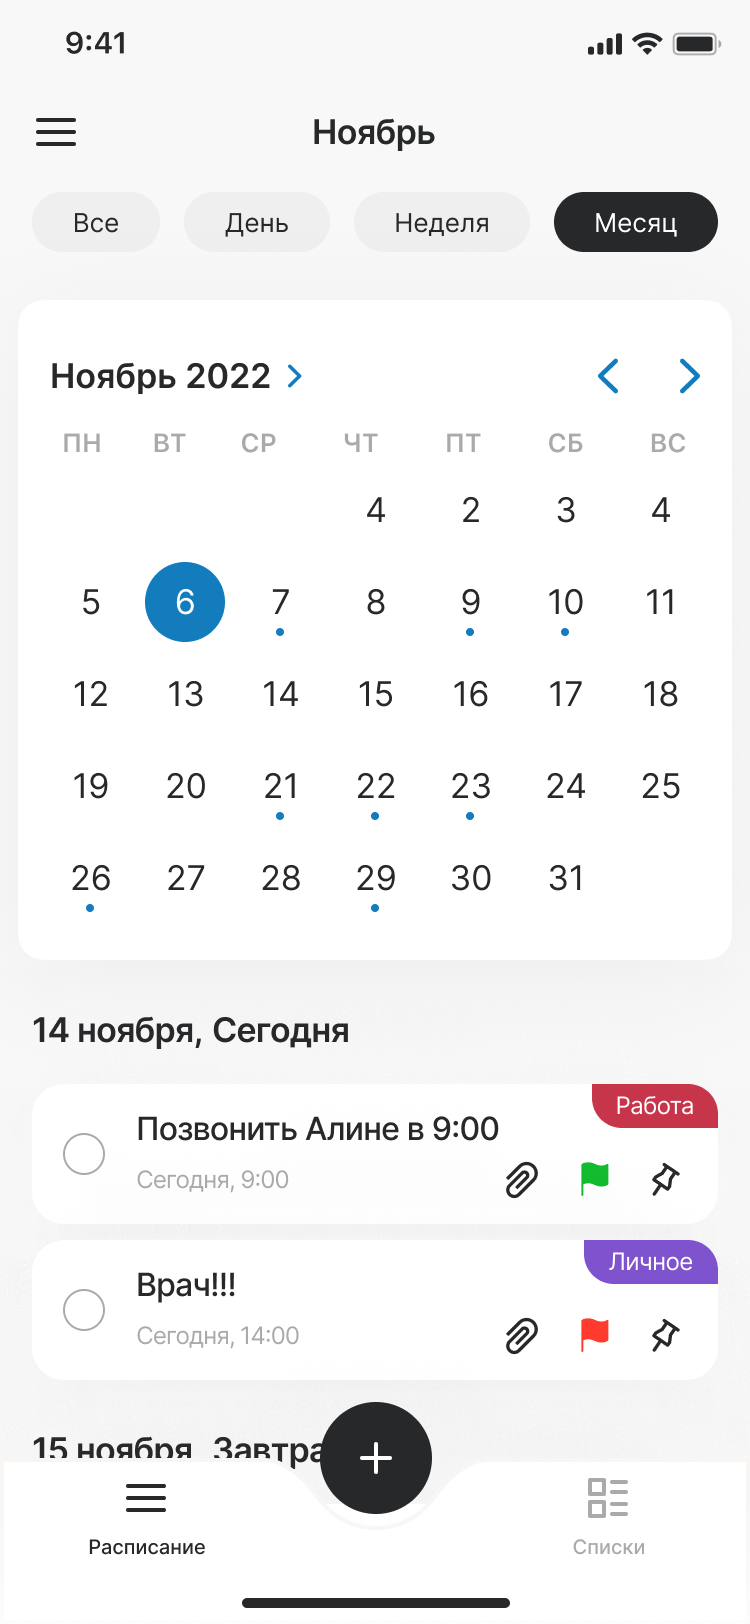 9:41
Ноябрь
Все День Неделя Месяц
Ноябрь 2022
ПН ВТ СР ЧТ ПТ СБ ВС
4 2 3 4
5 6 7 8 9 10 11
12 13 14 15 16 17 18
19 20 21 22 23 24 25
26 27 28 29 30 31
14 ноября, Сегодня
Работа
Позвонить Алине в 9:00
Сегодня, 9:00
Личное
Врач!!!
Сегодня, 14:00
15 ноября, Завтра
Расписание Списки